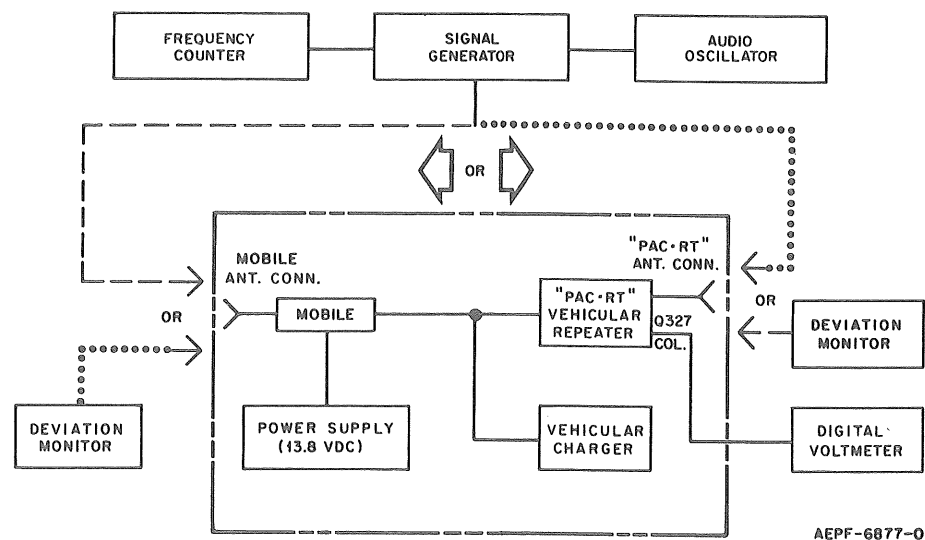 FREQUENCY
COUNTER
SIGNAL
GENERATOR
AUDIO
OSCILLATOR
OR
MOBILE
ANT. CONN.
"PAC•RT"
ANT. CONN.
OR
MOBILE
"PAC•RT"
VEHICULAR
REPEATER
Q327
COL.
OR
DEVIATION
MONITOR
DEVIATION
MONITOR
POWER SUPPLY
(13.8 VDC)
VEHICULAR
CHARGER
DIGITAL
VOLTMETER
AEPF-6877-O